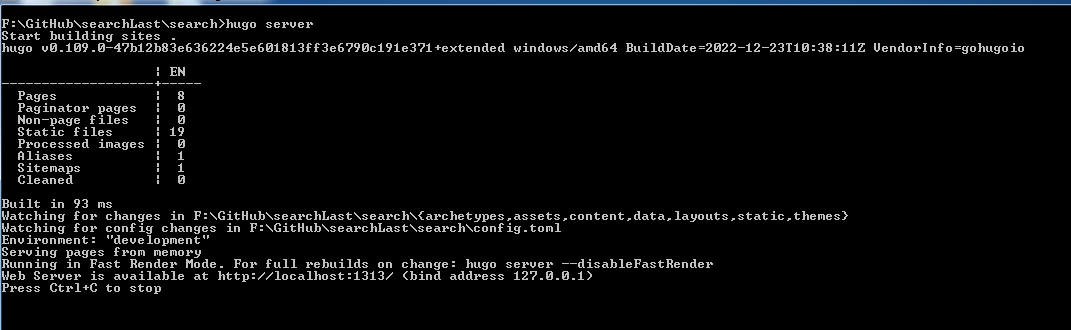 F:\GitHub\searchLast\search>hugo server
Start building sites .
hugo v0.109.0-47b12b83e636224e5e601813ff3e6790c191e371+extended windows/amd64 BuildDate=2022-12-23T10:38:11Z VendorInfo=gohugoio
                   | EN
-------------------+-----
  Pages            |  8
  Paginator pages  |  0
  Non-page files   |  0
  Static files     | 19
  Processed images |  0
  Aliases          |  1
  Sitemaps         |  1
  Cleaned          |  0
Built in 93 ms
Watching for changes in F:\GitHub\searchLast\search\{archetypes,assets,content,data,layouts,static,themes}
Watching for config changes in F:\GitHub\searchLast\search\config.toml
Environment: "development"
Serving pages from memory
Running in Fast Render Mode. For full rebuilds on change: hugo server --disableFastRender
Web Server is available at http://localhost:1313/ (bind address 127.0.0.1)
Press Ctrl+C to stop